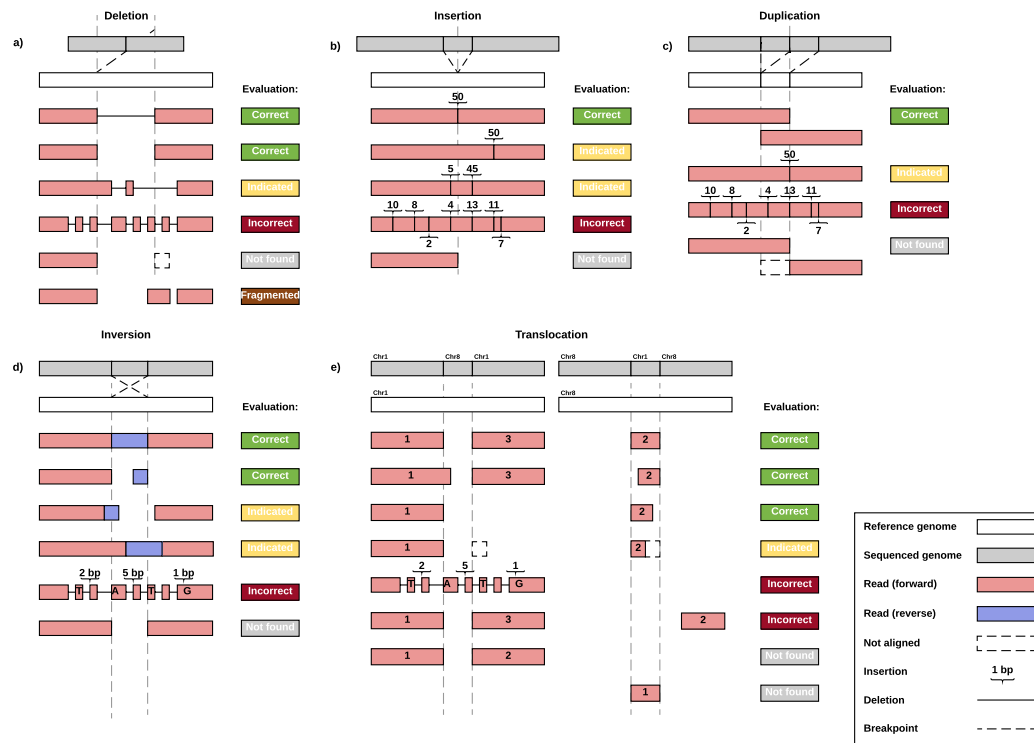 Deletion
a)
Evaluation:
Correct
Correct
Indicated
Incorrect
Not found
Fragmented
Insertion
b)
Evaluation:
50
Correct
50
Indicated
5 45
Indicated
10 8 4 13 11
2 7
Incorrect
Not found
Duplication
c)
Evaluation:
Correct
50
Indicated
10 8 4 13 11
2 7
Incorrect
Not found
Inversion
d)
Evaluation:
Correct
Correct
Indicated
Indicated
2 bp 5 bp 1 bp
T A T G
Incorrect
Not found
Translocation
e)
Chr1 Chr8 Chr1
Chr8 Chr1 Chr8
Chr1
Chr8
Evaluation:
1 3 2
Correct
1 3 2
Correct
1 2
Correct
1 2
Indicated
2 5 1
T A T G
Incorrect
1 3 2
Incorrect
1 2
Not found
1
Not found
Reference genome
Sequenced genome
Read (forward)
Read (reverse)
Not aligned
Insertion 1 bp
Deletion
Breakpoint